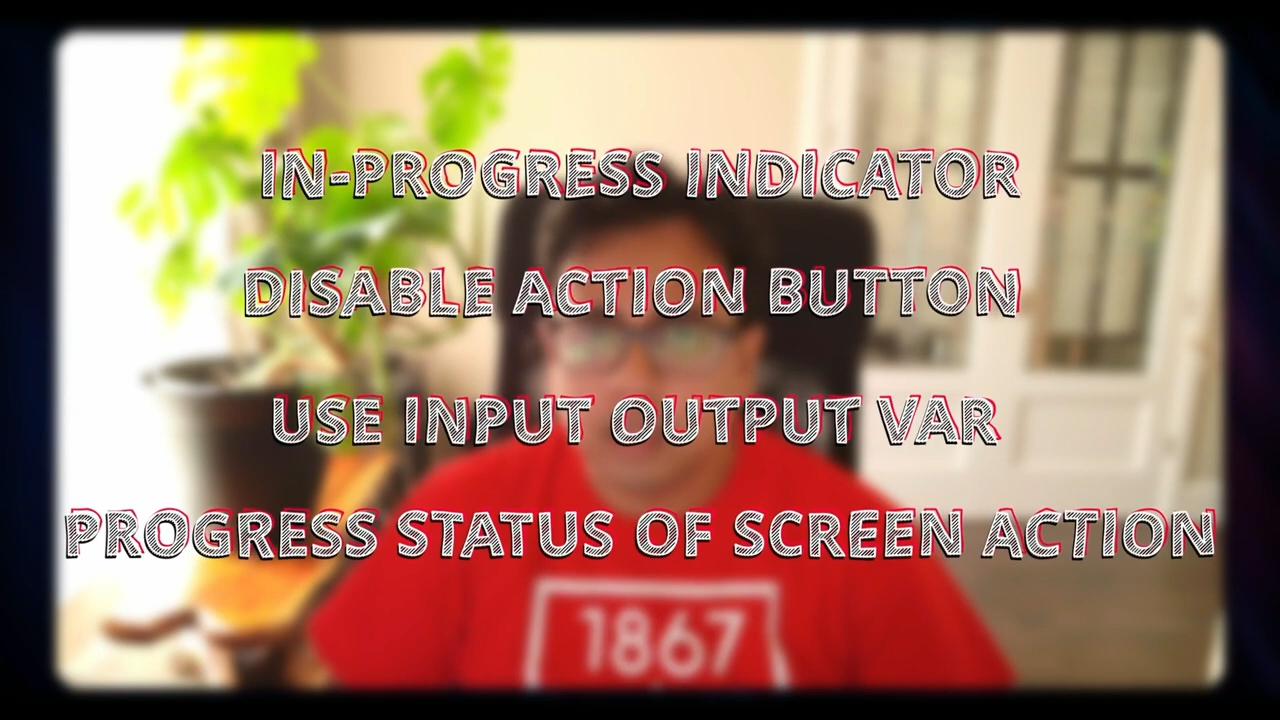 IN-PROGRESS INDICATOR
DISABLE ACTION BUTTON
USE INPUT OUTPUT VAR
PROGRESS STATUS OF SCREEN ACTION
1867